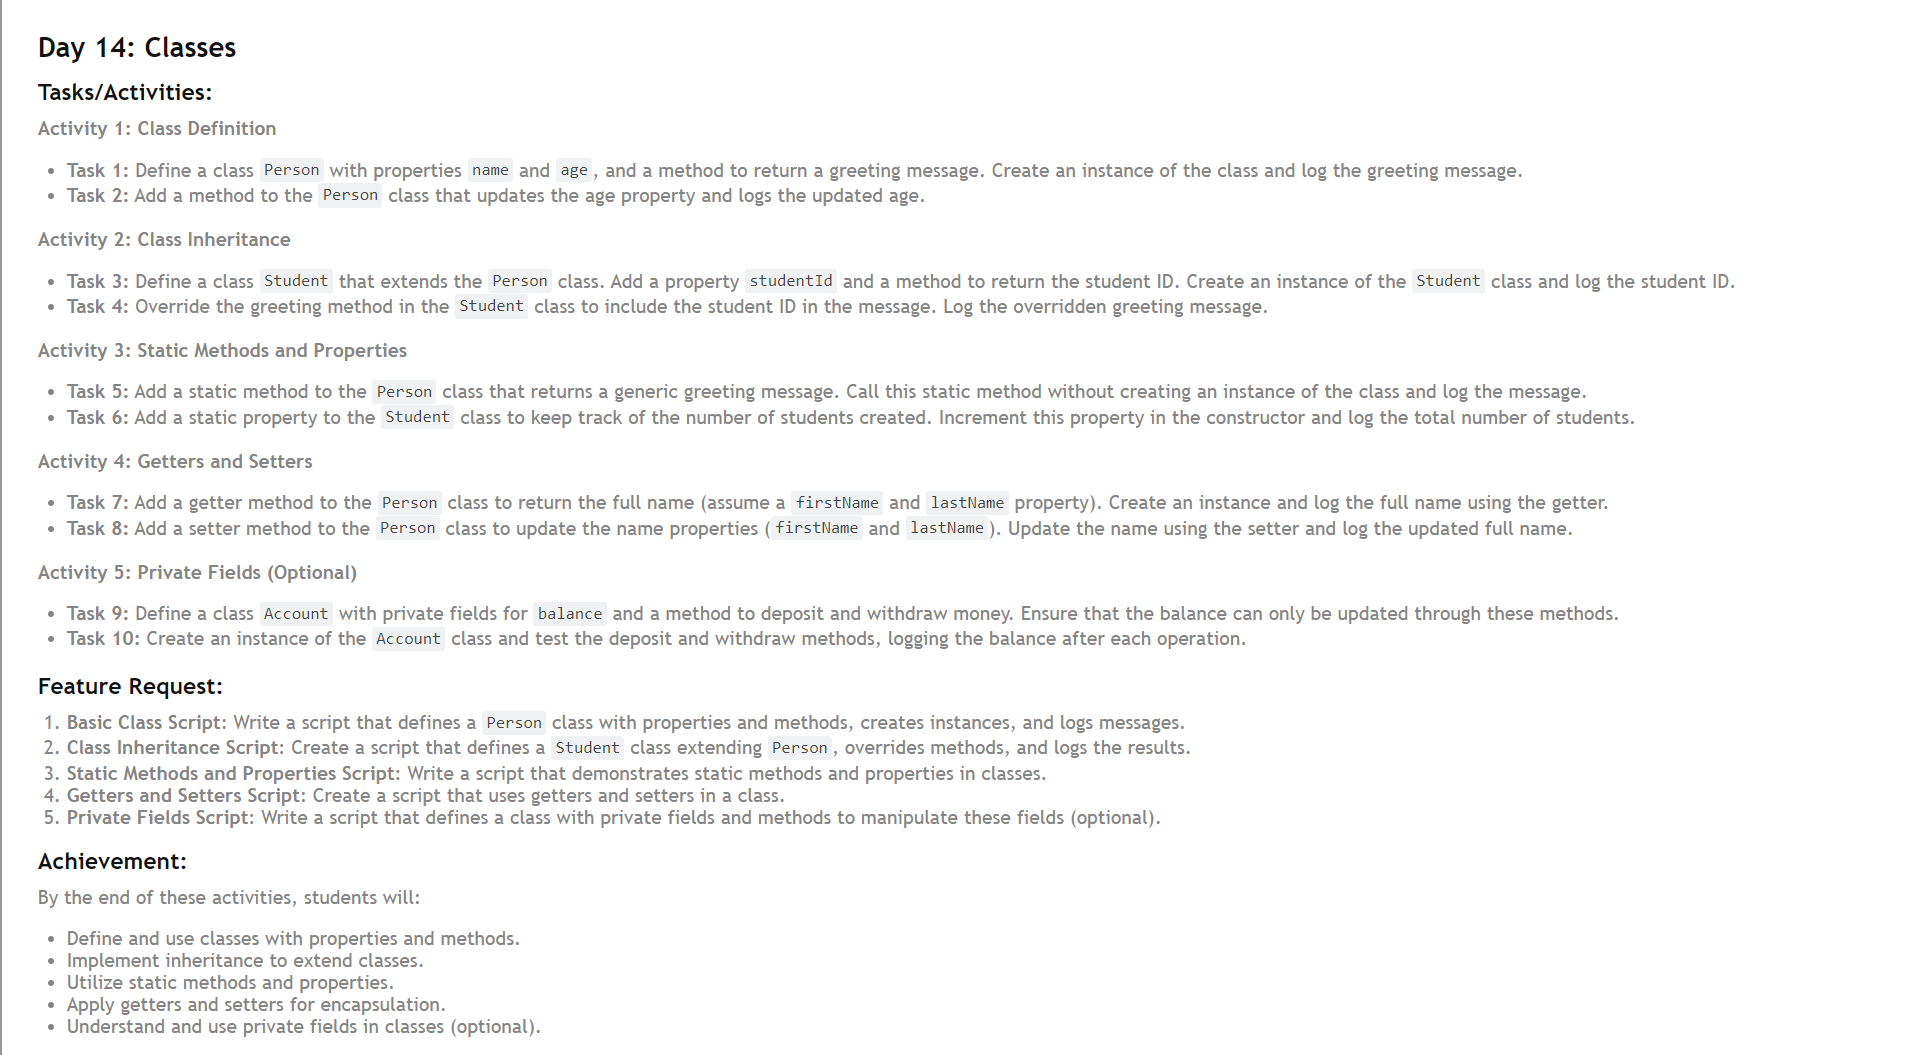 Day 14: Classes
Tasks/Activities:
Activity 1: Class Definition
• Task 1: Define a class Person with properties name and age, and a method to return a greeting message. Create an instance of the class and log the greeting message.
• Task 2: Add a method to the Person class that updates the age property and logs the updated age.
Activity 2: Class Inheritance
• Task 3: Define a class Student that extends the Person class. Add a property studentId and a method to return the student ID. Create an instance of the Student class and log the student ID.
• Task 4: Override the greeting method in the Student class to include the student ID in the message. Log the overridden greeting message.
Activity 3: Static Methods and Properties
• Task 5: Add a static method to the Person class that returns a generic greeting message. Call this static method without creating an instance of the class and log the message.
• Task 6: Add a static property to the Student class to keep track of the number of students created. Increment this property in the constructor and log the total number of students.
Activity 4: Getters and Setters
• Task 7: Add a getter method to the Person class to return the full name (assume a firstName and lastName property). Create an instance and log the full name using the getter.
• Task 8: Add a setter method to the Person class to update the name properties (firstName and lastName). Update the name using the setter and log the updated full name.
Activity 5: Private Fields (Optional)
• Task 9: Define a class Account with private fields for balance and a method to deposit and withdraw money. Ensure that the balance can only be updated through these methods.
• Task 10: Create an instance of the Account class and test the deposit and withdraw methods, logging the balance after each operation.
Feature Request:
1. Basic Class Script: Write a script that defines a Person class with properties and methods, creates instances, and logs messages.
2. Class Inheritance Script: Create a script that defines a Student class extending Person, overrides methods, and logs the results.
3. Static Methods and Properties Script: Write a script that demonstrates static methods and properties in classes.
4. Getters and Setters Script: Create a script that uses getters and setters in a class.
5. Private Fields Script: Write a script that defines a class with private fields and methods to manipulate these fields (optional).
Achievement:
By the end of these activities, students will:
• Define and use classes with properties and methods.
• Implement inheritance to extend classes.
• Utilize static methods and properties.
• Apply getters and setters for encapsulation.
• Understand and use private fields in classes (optional).